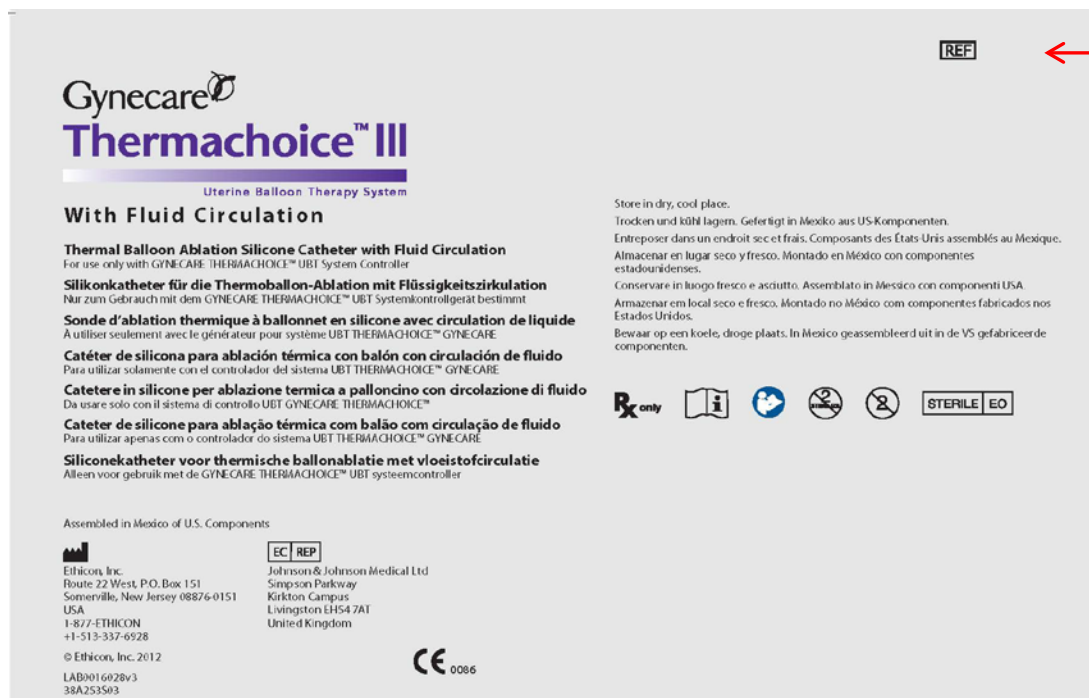 REF
Gynecare
Thermachoice™ III
Uterine Balloon Therapy System
With Fluid Circulation
Thermal Balloon Ablation Silicone Catheter with Fluid Circulation
For use only with GYNECARE THERMACHOICE™ UBT System Controller
Silikonkatheter für die Thermoballon-Ablation mit Flüssigkeitszirkulation
Nur zum Gebrauch mit dem GYNECARE THERMACHOICE™ UBT Systemkontrollgerät bestimmt
Sonde d'ablation thermique à ballonnet en silicone avec circulation de liquide
À utiliser seulement avec le générateur pour système UBT THERMACHOICE™ GYNECARE
Catéter de silicona para ablación térmica con balón con circulación de fluido
Para utilizar solamente con el controlador del sistema UBT THERMACHOICE™ GYNECARE
Catetere in silicone per ablazione termica a palloncino con circolazione di fluido
Da usare solo con il sistema di controllo UBT GYNECARE THERMACHOICE™
Cateter de silicone para ablação térmica com balão com circulação de fluido
Para utilizar apenas com o controlador do sistema UBT THERMACHOICE™ GYNECARE
Siliconekatheter voor thermische ballonablatie met vloeistofcirculatie
Alleen voor gebruik met de GYNECARE THERMACHOICE™ UBT systeemcontroller
Store in dry, cool place.
Trocken und kühl lagern. Gefertigt in Mexiko aus US-Komponenten.
Entreposer dans un endroit sec et frais. Composants des États-Unis assemblés au Mexique.
Almacenar en lugar seco y fresco. Montado en México con componentes
estadounidenses.
Conservare in luogo fresco e asciutto. Assemblato in Messico con componenti USA.
Armazenar em local seco e fresco. Montado no México com componentes fabricados nos
Estados Unidos.
Bewaar op een koele, droge plaats. In Mexico geassembleerd uit in de VS gefabriceerde
componenten.
Rx only
i
2
2
STERILE EO
Assembled in Mexico of U.S. Components
Ethicon, Inc.
Route 22 West, P.O. Box 151
Somerville, New Jersey 08876-0151
USA
1-877-ETHICON
+1-513-337-6928
EC REP
Johnson & Johnson Medical Ltd
Simpson Parkway
Kirkton Campus
Livingston EH54 7AT
United Kingdom
© Ethicon, Inc. 2012
LAB0016028v3
38A253S03
CE 0086